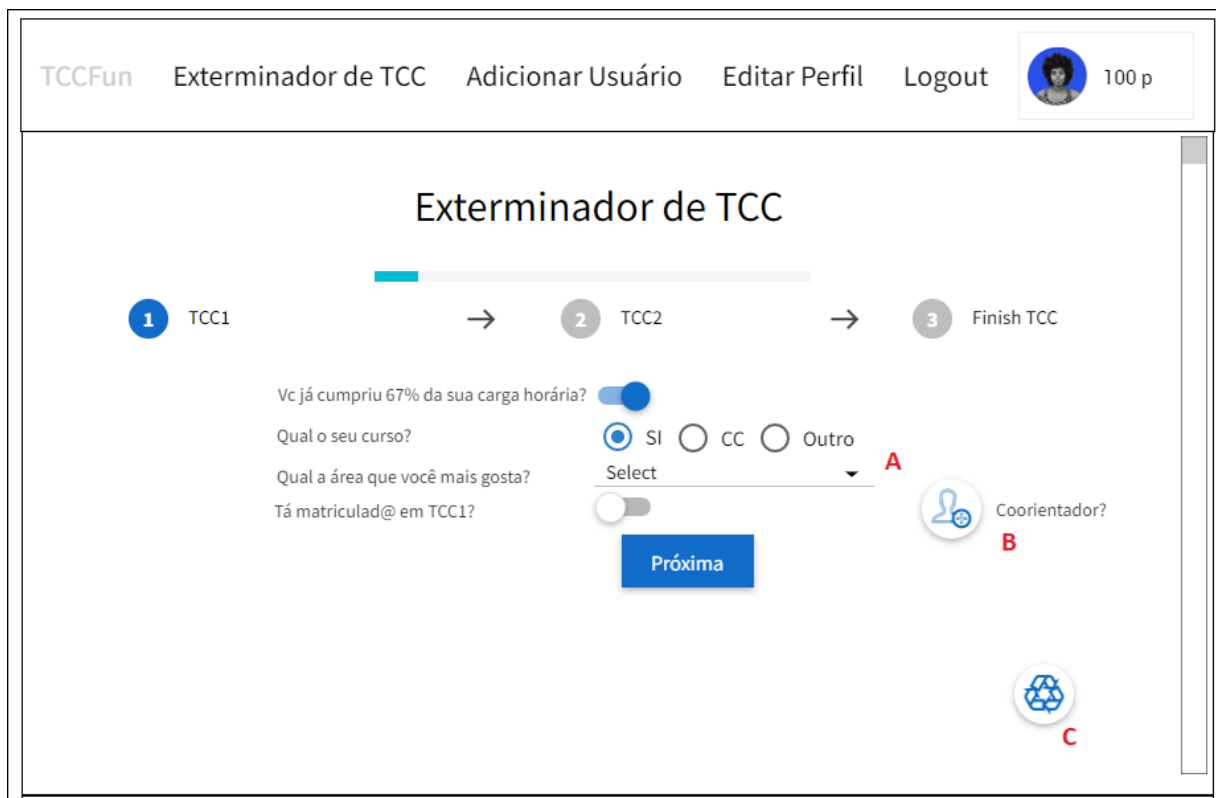 TCCFun Exterminador de TCC Adicionar Usuário Editar Perfil Logout 100 p
Exterminador de TCC
1 TCC1 → 2 TCC2 → 3 Finish TCC
Vc já cumpriu 67% da sua carga horária?
Qual o seu curso? SI CC Outro
Qual a área que você mais gosta? Select A
Tá matriculad@ em TCC1? Coorientador?
B
Próxima
C